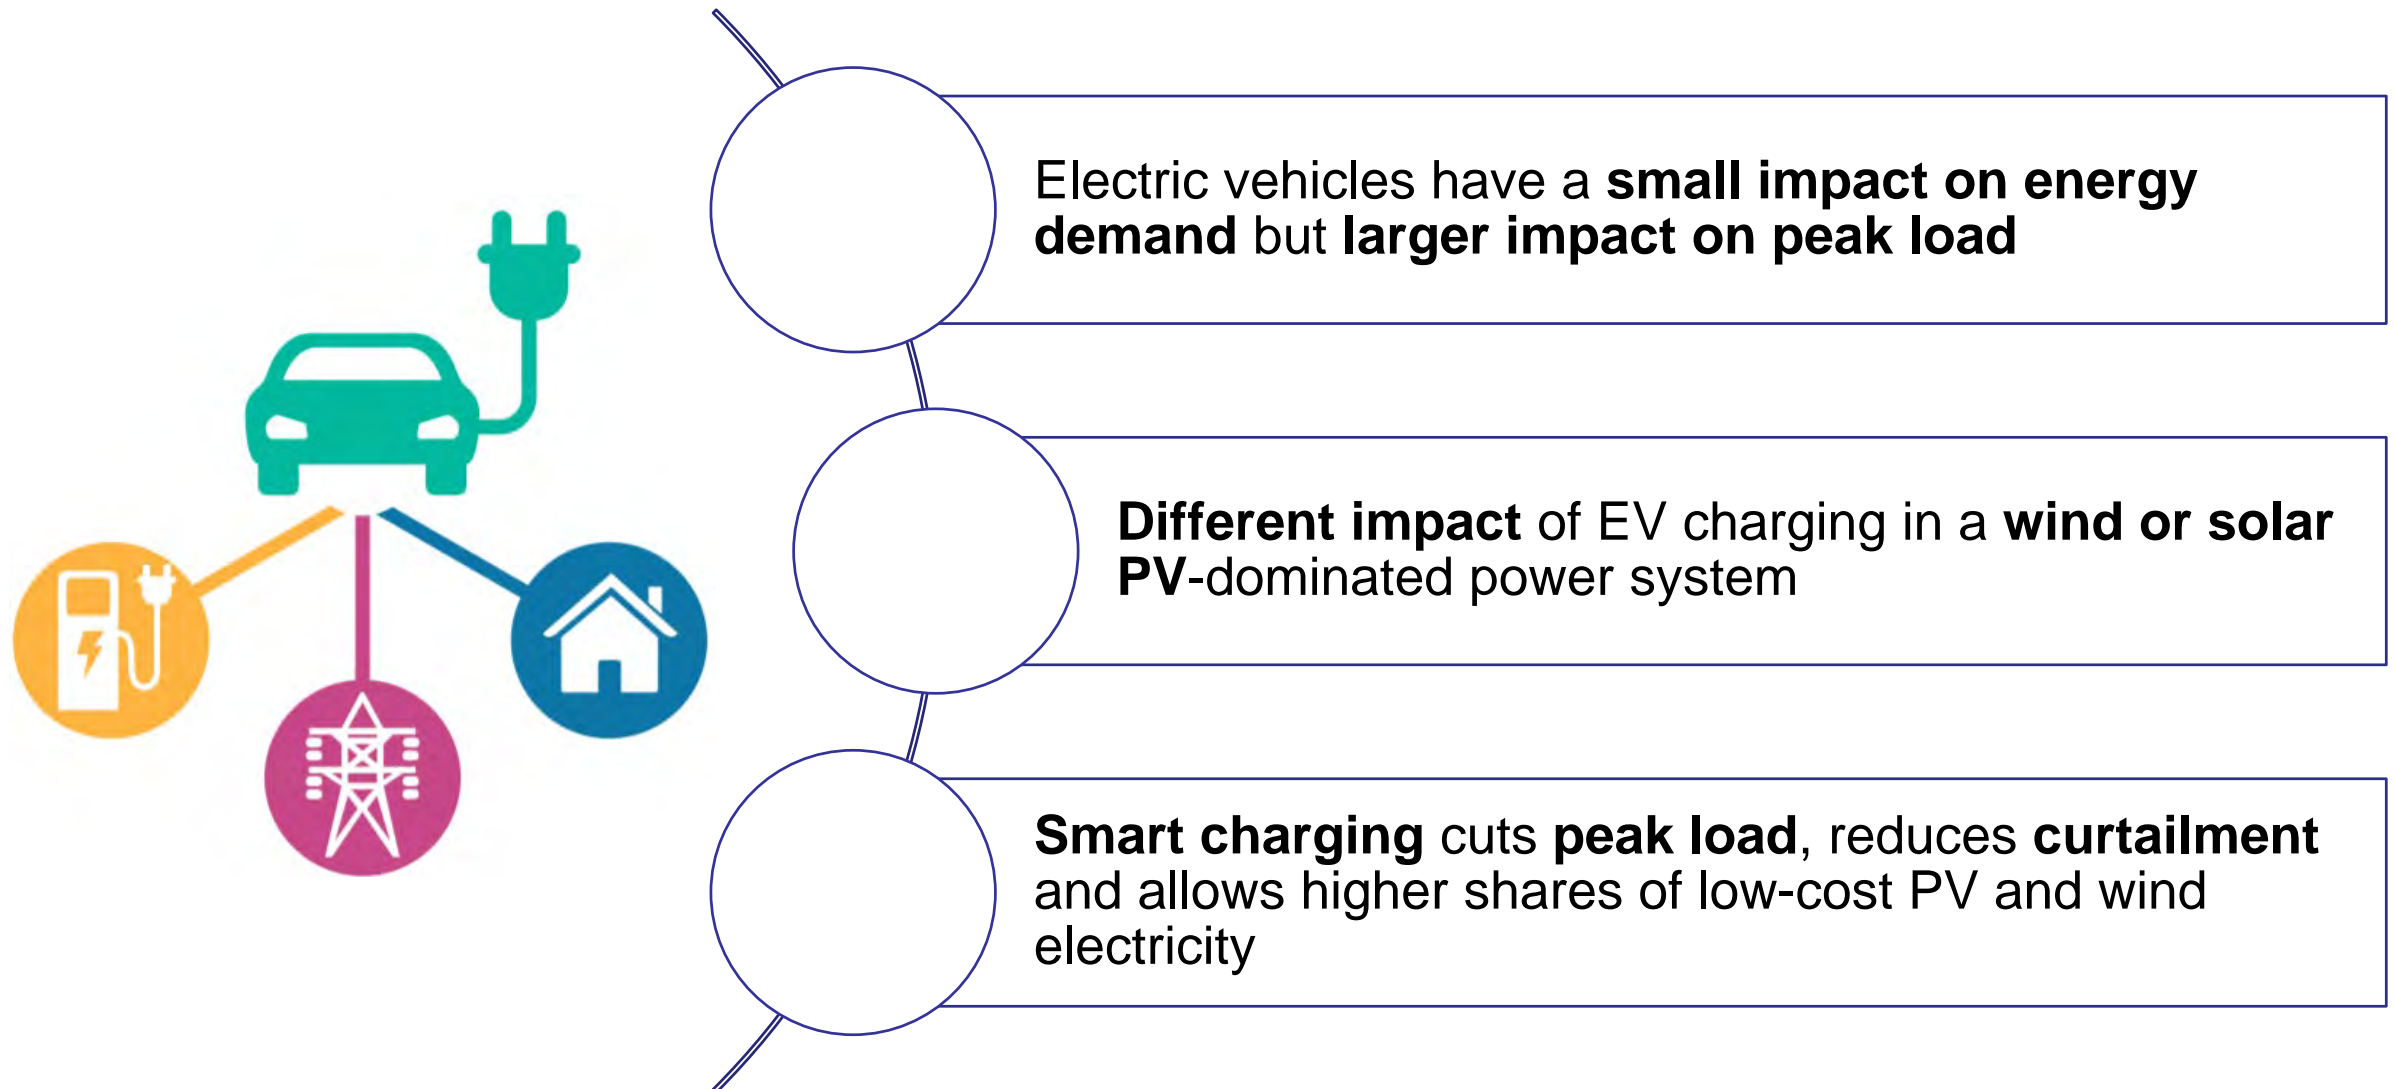 Electric vehicles have a small impact on energy
demand but larger impact on peak load
Different impact of EV charging in a wind or solar
PV-dominated power system
Smart charging cuts peak load, reduces curtailment
and allows higher shares of low-cost PV and wind
electricity